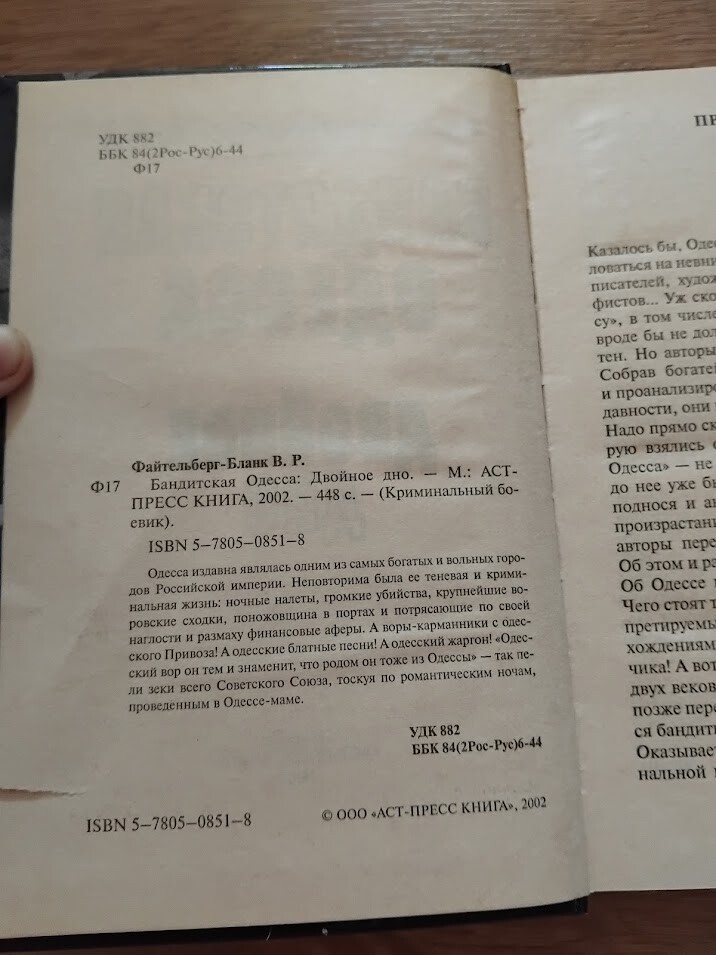 УДК 882
ББК 84(2Рос-Рус)6-44
Ф17
Файтельберг-Бланк В. Р.
Ф17 Бандитская Одесса: Двойное дно. — М.: АСТ-
ПРЕСС КНИГА, 2002. — 448 с. — (Криминальный бо-
евик).
ISBN 5–7805–0851–8
Одесса издавна являлась одним из самых богатых и вольных горо-
дов Российской империи. Неповторима была ее теневая и крими-
нальная жизнь: ночные налеты, громкие убийства, крупнейшие во-
ровские сходки, поножовщина в портах и потрясающие по своей
наглости и размаху финансовые аферы. А воры-карманники с одес-
ского Привоза! А одесские блатные песни! А одесский жаргон! «Одес-
ский вор он тем и знаменит, что родом он тоже из Одессы» — так пе-
ли зеки всего Советского Союза, тоскуя по романтическим ночам,
проведенным в Одессе-маме.
УДК 882
ББК 84(2Рос-Рус)6-44
ISBN 5–7805–0851–8
© ООО «АСТ-ПРЕСС КНИГА», 2002
ПР
Казалось бы, Оде
ловаться на невни
писателей, худож
фистов... Уж ско
су», в том числе
вроде бы не дол
тен. Но авторы
Собрав богатей
и проанализиро
давности, они
Надо прямо ск
рую взялись
Одесса» — не
до нее уже бы
поднося и ан
произрастан
авторы пере
Об этом и ра
Об Одессе
Чего стоят т
претируемы
хождениям
чика! А вот
двух веков
позже пере
ся бандит
Оказывает
нальной